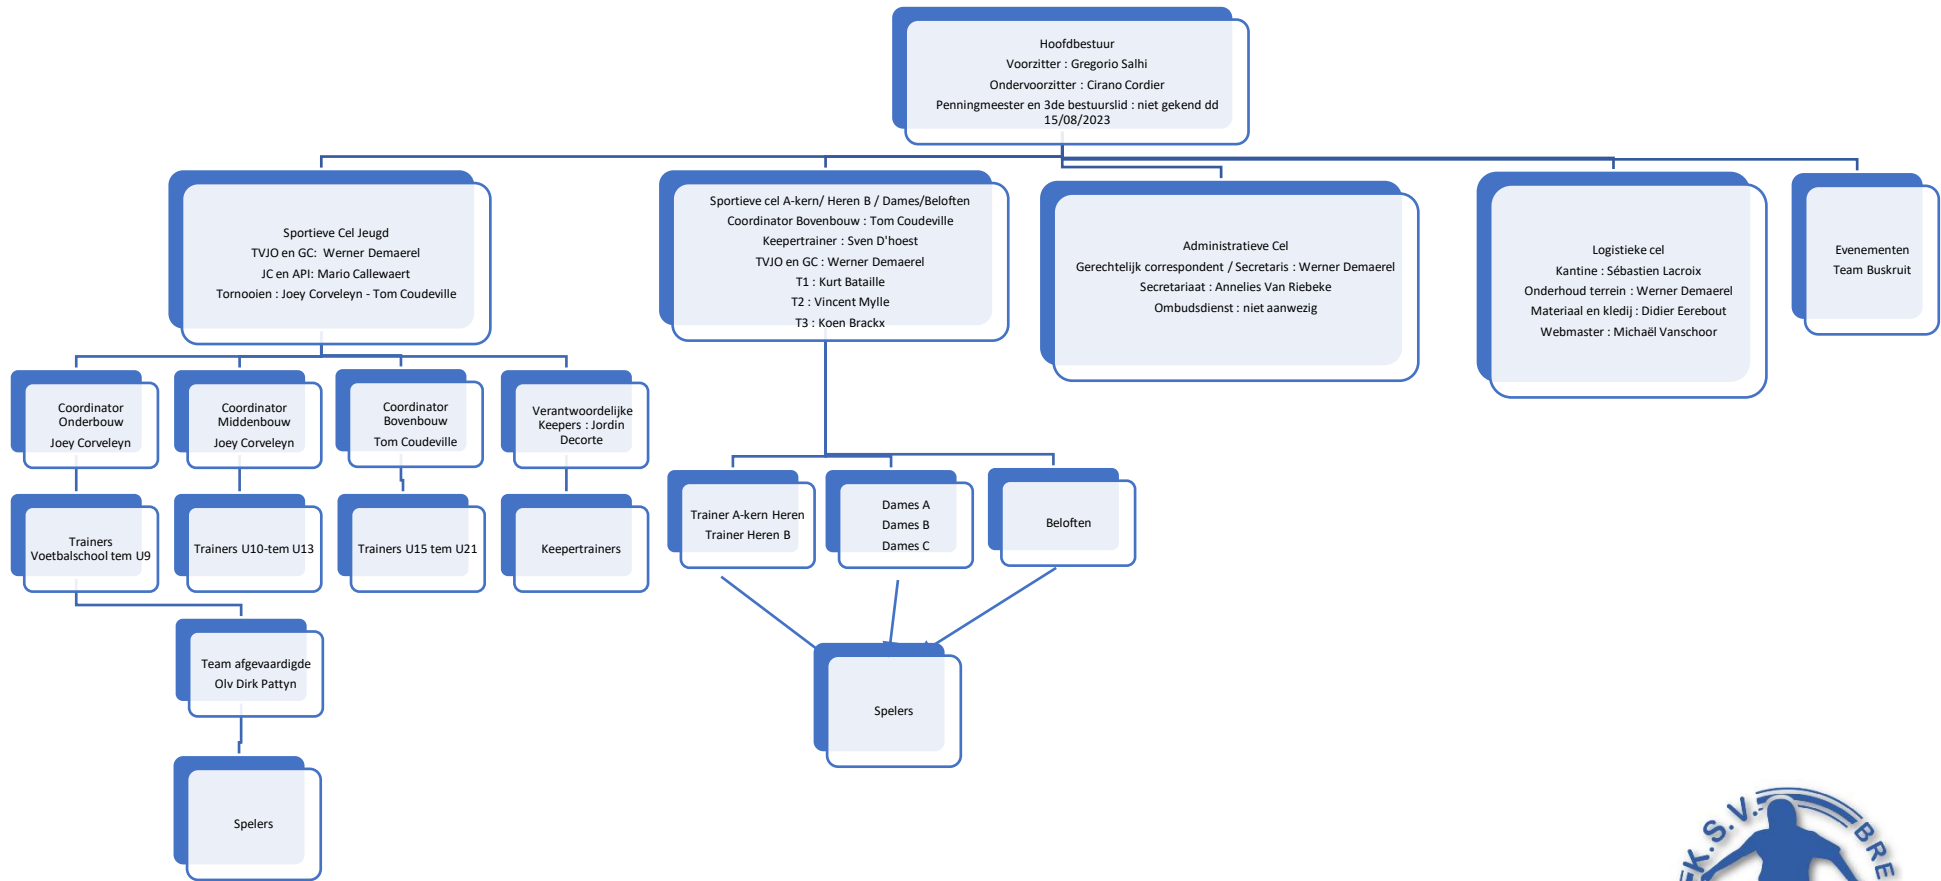 Hoofdbestuur
Voorzitter : Gregorio Salhi
Ondervoorzitter : Cirano Cordier
Penningmeester en 3de bestuurslid : niet gekend dd
15/08/2023
Sportieve Cel Jeugd
TVJO en GC: Werner Demaerel
JC en API: Mario Callewaert
Tornooien : Joey Corveleyn - Tom Coudeville
Sportieve cel A-kern/ Heren B / Dames/Beloften
Coordinator Bovenbouw : Tom Coudeville
Keepertrainer : Sven D'hoest
TVJO en GC : Werner Demaerel
T1 : Kurt Bataille
T2 : Vincent Mylle
T3 : Koen Brackx
Administratieve Cel
Gerechtelijk correspondent / Secretaris : Werner Demaerel
Secretariaat : Annelies Van Riebeke
Ombudsdienst : niet aanwezig
Logistieke cel
Kantine : Sébastien Lacroix
Onderhoud terrein : Werner Demaerel
Materiaal en kledij : Didier Eerebout
Webmaster : Michaël Vanschoor
Evenementen
Team Buskruit
Coordinator
Onderbouw
Joey Corveleyn
Coordinator
Middenbouw
Joey Corveleyn
Coordinator
Bovenbouw
Tom Coudeville
Verantwoordelijke
Keepers : Jordin
Decorte
Trainers
Voetbalschool tem U9
Trainers U10-tem U13
Trainers U15 tem U21
Keepertrainers
Trainer A-kern Heren
Trainer Heren B
Dames A
Dames B
Dames C
Beloften
Team afgevaardigde
Olv Dirk Pattyn
Spelers
Spelers
K.S.V. BRE